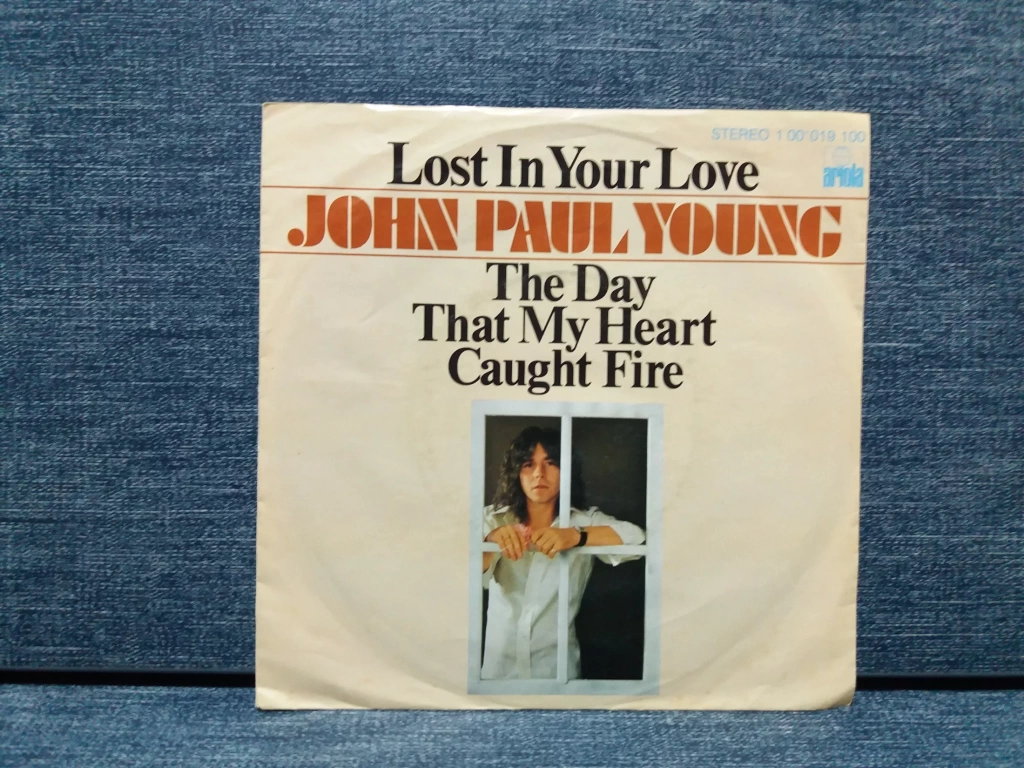 STEREO 1 00'019 100
ariola
Lost In Your Love
JOHN PAUL YOUNG
The Day
That My Heart
Caught Fire